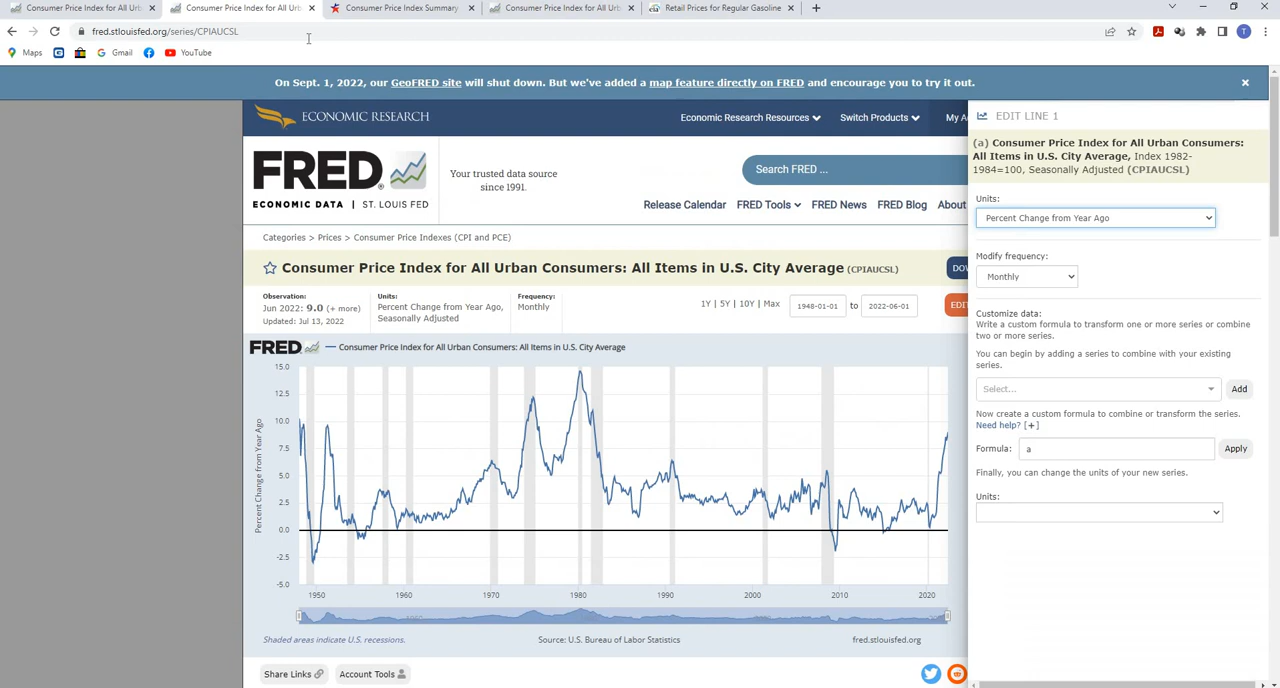 Consumer Price Index for All Urb
Consumer Price Index for All Urb
Consumer Price Index Summary
Consumer Price Index for All Urb
Retail Prices for Regular Gasoline
fred.stlouisfed.org/series/CPIAUCSL
T
Maps
Gmail
YouTube
On Sept. 1, 2022, our GeoFRED site will shut down. But we've added a map feature directly on FRED and encourage you to try it out.
ECONOMIC RESEARCH
Economic Research Resources
Switch Products
My A
FRED
ECONOMIC DATA | ST. LOUIS FED
Your trusted data
source since 1991.
Search FRED ...
Release Calendar
FRED Tools
FRED News
FRED Blog
About
Categories > Prices > Consumer Price Indexes (CPI and PCE)
Consumer Price Index for All Urban Consumers: All Items in U.S. City Average (CPIAUCSL)
DO
Observation:
Jun 2022: 9.0 (+ more)
Updated: Jul 13, 2022
Units:
Percent Change from Year Ago,
Seasonally Adjusted
Frequency:
Monthly
1Y | 5Y | 10Y | Max
1948-01-01
to
2022-06-01
EDI
FRED
Consumer Price Index for All Urban Consumers: All Items in U.S. City Average
Percent Change from Year Ago
15.0
12.5
10.0
7.5
5.0
2.5
0.0
-2.5
-5.0
1950
1960
1970
1980
1990
2000
2010
2020
Shaded areas indicate U.S. recessions.
Source: U.S. Bureau of Labor Statistics
fred.stlouisfed.org
Share Links
Account Tools
EDIT LINE 1
(a) Consumer Price Index for All Urban Consumers:
All Items in U.S. City Average, Index 1982-
1984=100, Seasonally Adjusted (CPIAUCSL)
Units:
Percent Change from Year Ago
Modify frequency:
Monthly
Customize data:
Write a custom formula to transform one or more series or combine
two or more series.
You can begin by adding a series to combine with your existing
series.
Select...
Add
Now create a custom formula to combine or transform the series.
Need help? [+]
Formula:
a
Apply
Finally, you can change the units of your new series.
Units: